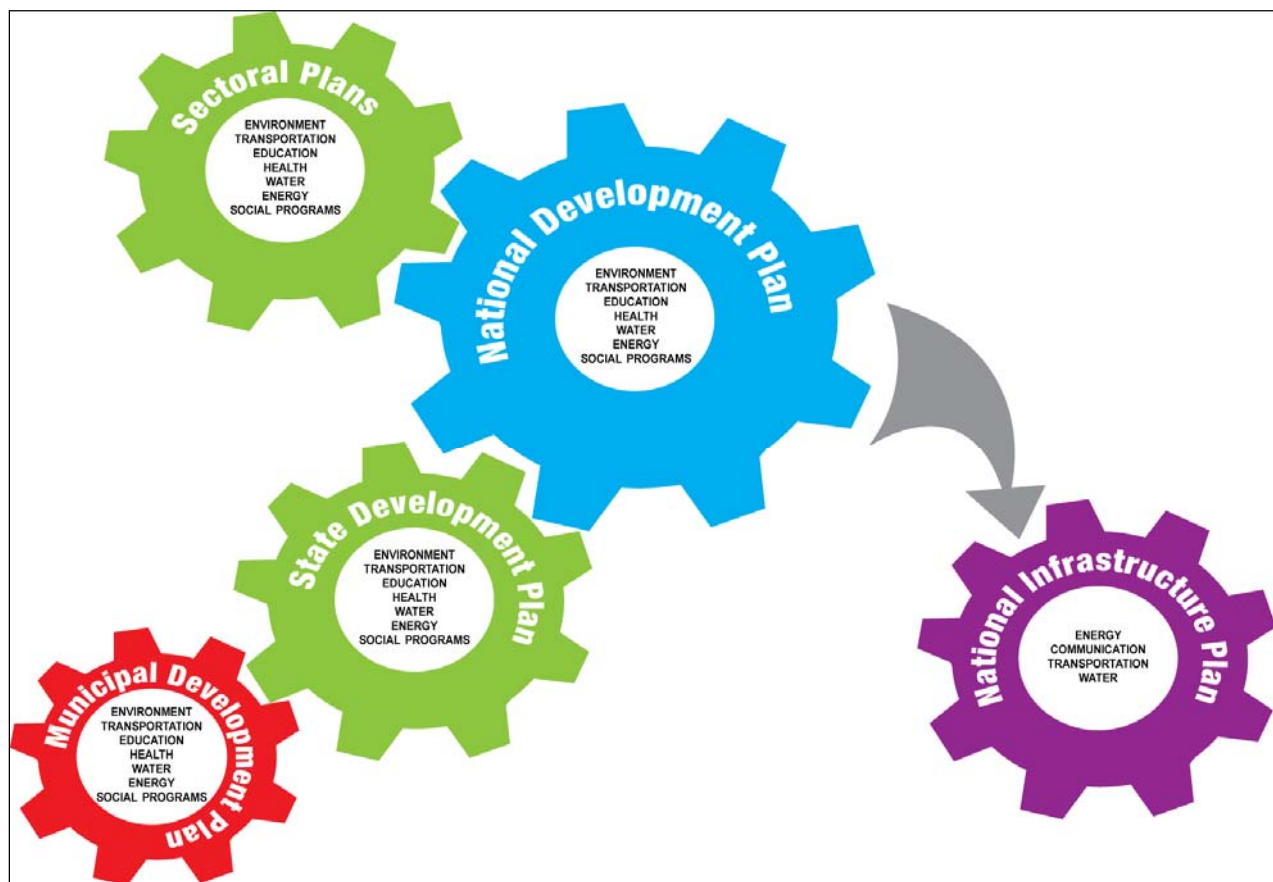 Sectoral Plans
ENVIRONMENT
TRANSPORTATION
EDUCATION
HEALTH
WATER
ENERGY
SOCIAL PROGRAMS
National Development Plan
ENVIRONMENT
TRANSPORTATION
EDUCATION
HEALTH
WATER
ENERGY
SOCIAL PROGRAMS
State Development Plan
ENVIRONMENT
TRANSPORTATION
EDUCATION
HEALTH
WATER
ENERGY
SOCIAL PROGRAMS
Municipal Development Plan
ENVIRONMENT
TRANSPORTATION
EDUCATION
HEALTH
WATER
ENERGY
SOCIAL PROGRAMS
National Infrastructure Plan
ENERGY
COMMUNICATION
TRANSPORTATION
WATER